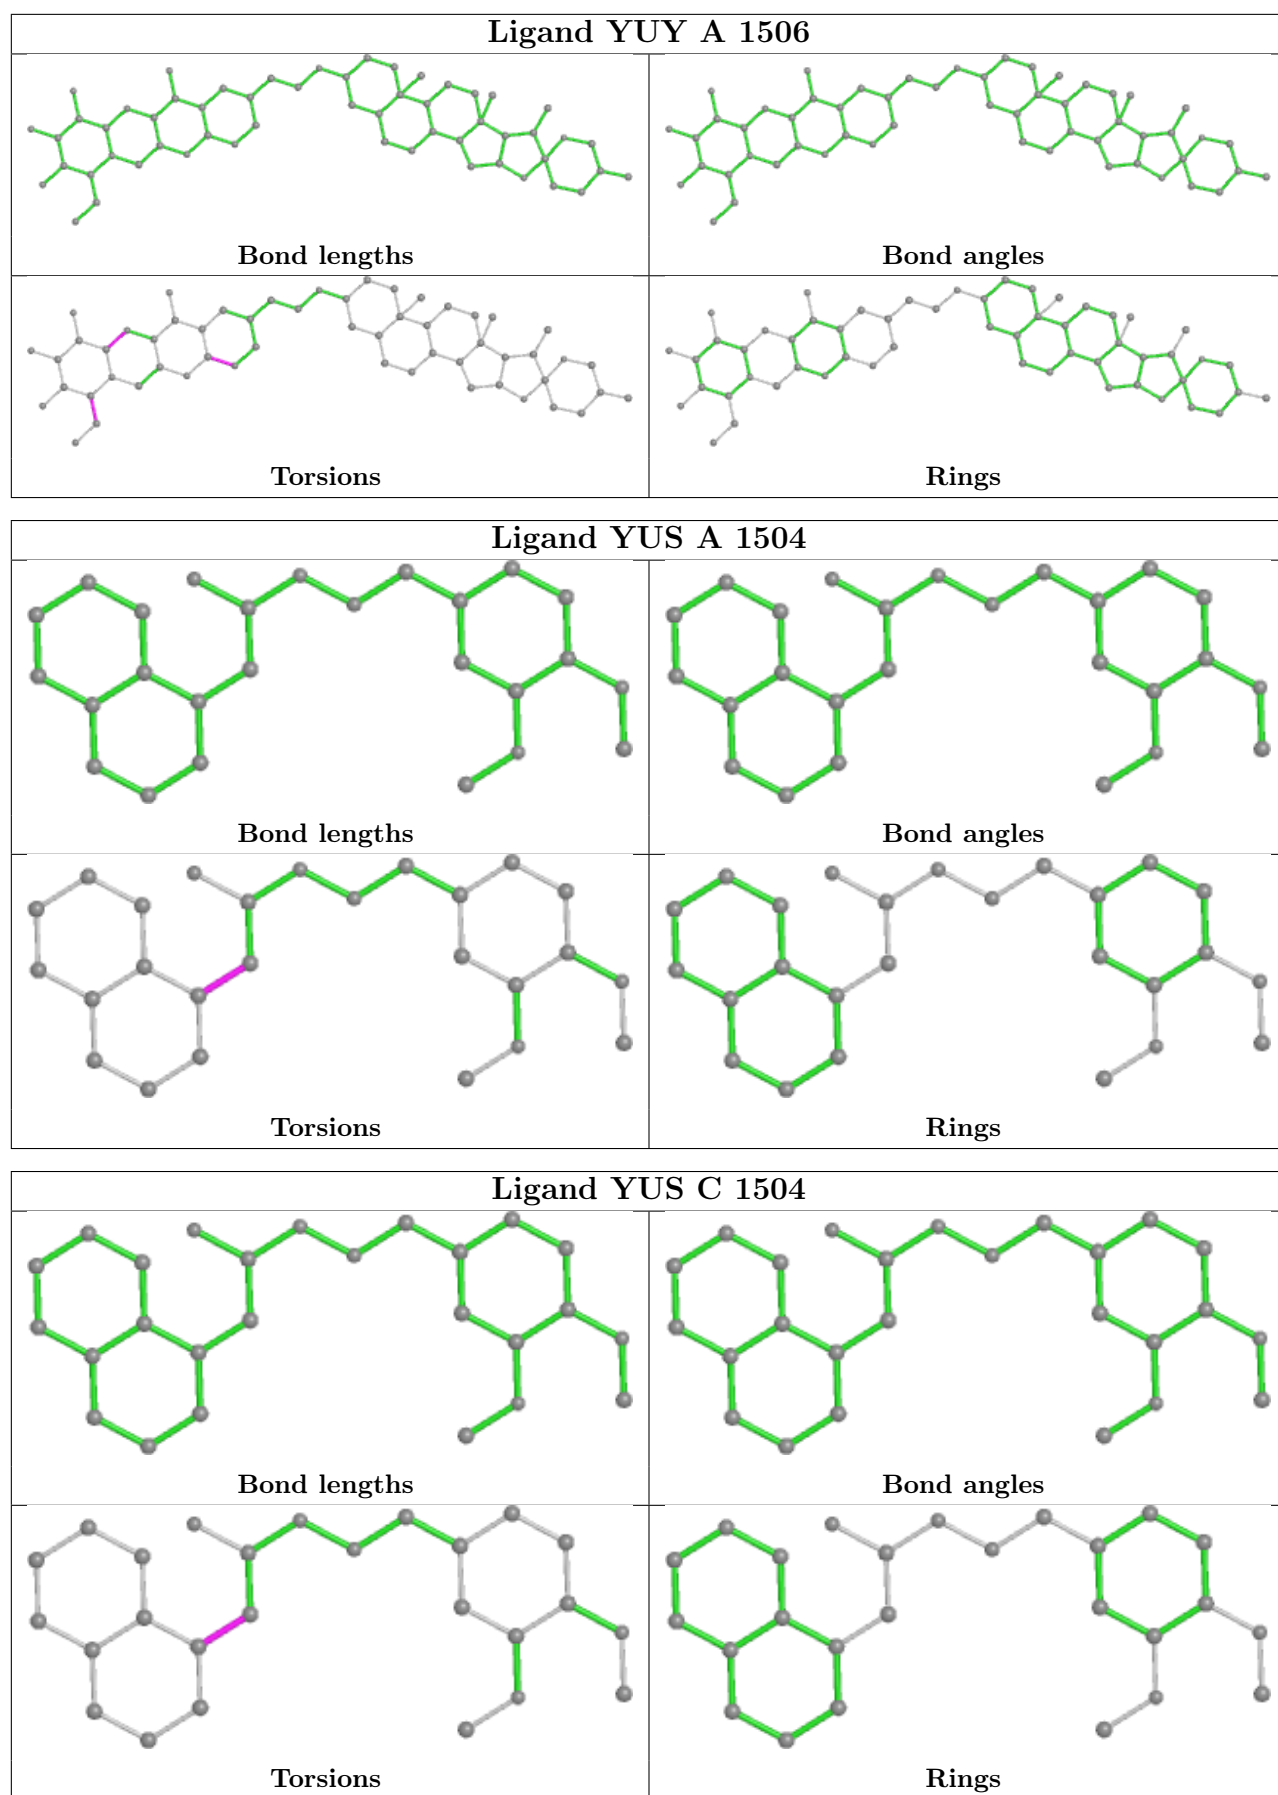 Ligand YUY A 1506
Bond lengths
Bond angles
Torsions
Rings
Ligand YUS A 1504
Bond lengths
Bond angles
Torsions
Rings
Ligand YUS C 1504
Bond lengths
Bond angles
Torsions
Rings